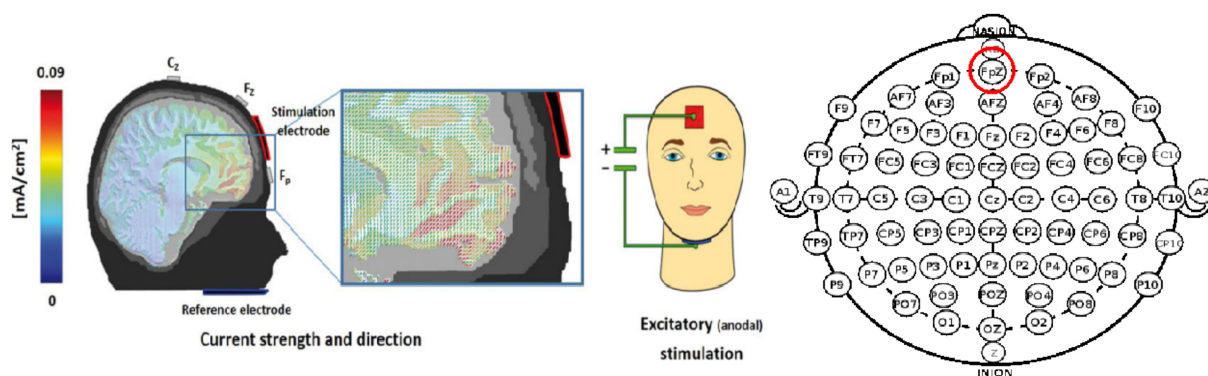 0.09
[mA/cm²]
0
Cz
Fz
Stimulation
electrode
Fp
Reference electrode
Current strength and direction
+
−
Excitatory (anodal)
stimulation
NASION
Fp1 FpZ Fp2
AF7 AF3 AFZ AF4 AF8
F9 F7 F5 F3 F1 Fz F2 F4 F6 F8 F10
FT9 FT7 FC5 FC3 FC1 FCZ FC2 FC4 FC6 FC8 FC10
A1 T9 T7 C5 C3 C1 Cz C2 C4 C6 T8 T10 A2
TP9 TP7 CP5 CP3 CP1 CPZ CP2 CP4 CP6 CP8 CP10
P9 P7 P5 P3 P1 Pz P2 P4 P6 P8 P10
PO7 PO3 POZ PO4 PO8
O1 OZ O2
z
INION